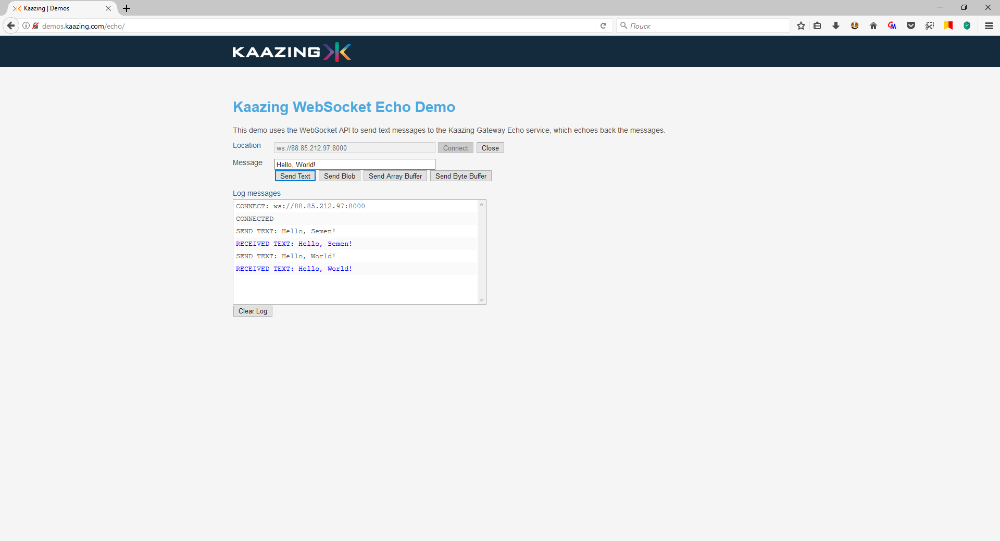 Kaazing | Demos
demos.kaazing.com/echo/
Поиск
KAAZING
Kaazing WebSocket Echo Demo
This demo uses the WebSocket API to send text messages to the Kaazing Gateway Echo service, which echoes back the messages.
Location ws://88.85.212.97:8000 Connect Close
Message Hello, World!
Send Text Send Blob Send Array Buffer Send Byte Buffer
Log messages
CONNECT: ws://88.85.212.97:8000
CONNECTED
SEND TEXT: Hello, Semen!
RECEIVED TEXT: Hello, Semen!
SEND TEXT: Hello, World!
RECEIVED TEXT: Hello, World!
Clear Log